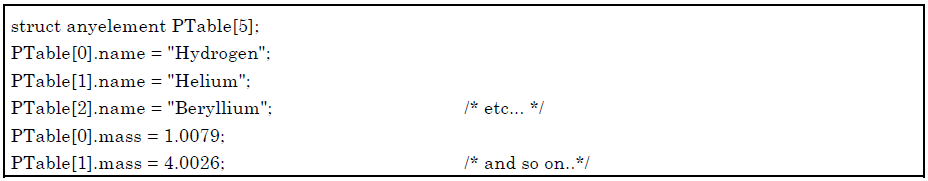 struct anyelement PTable[5];
PTable[0].name = "Hydrogen";
PTable[1].name = "Helium";
PTable[2].name = "Beryllium"; /* etc... */
PTable[0].mass = 1.0079;
PTable[1].mass = 4.0026; /* and so on..*/